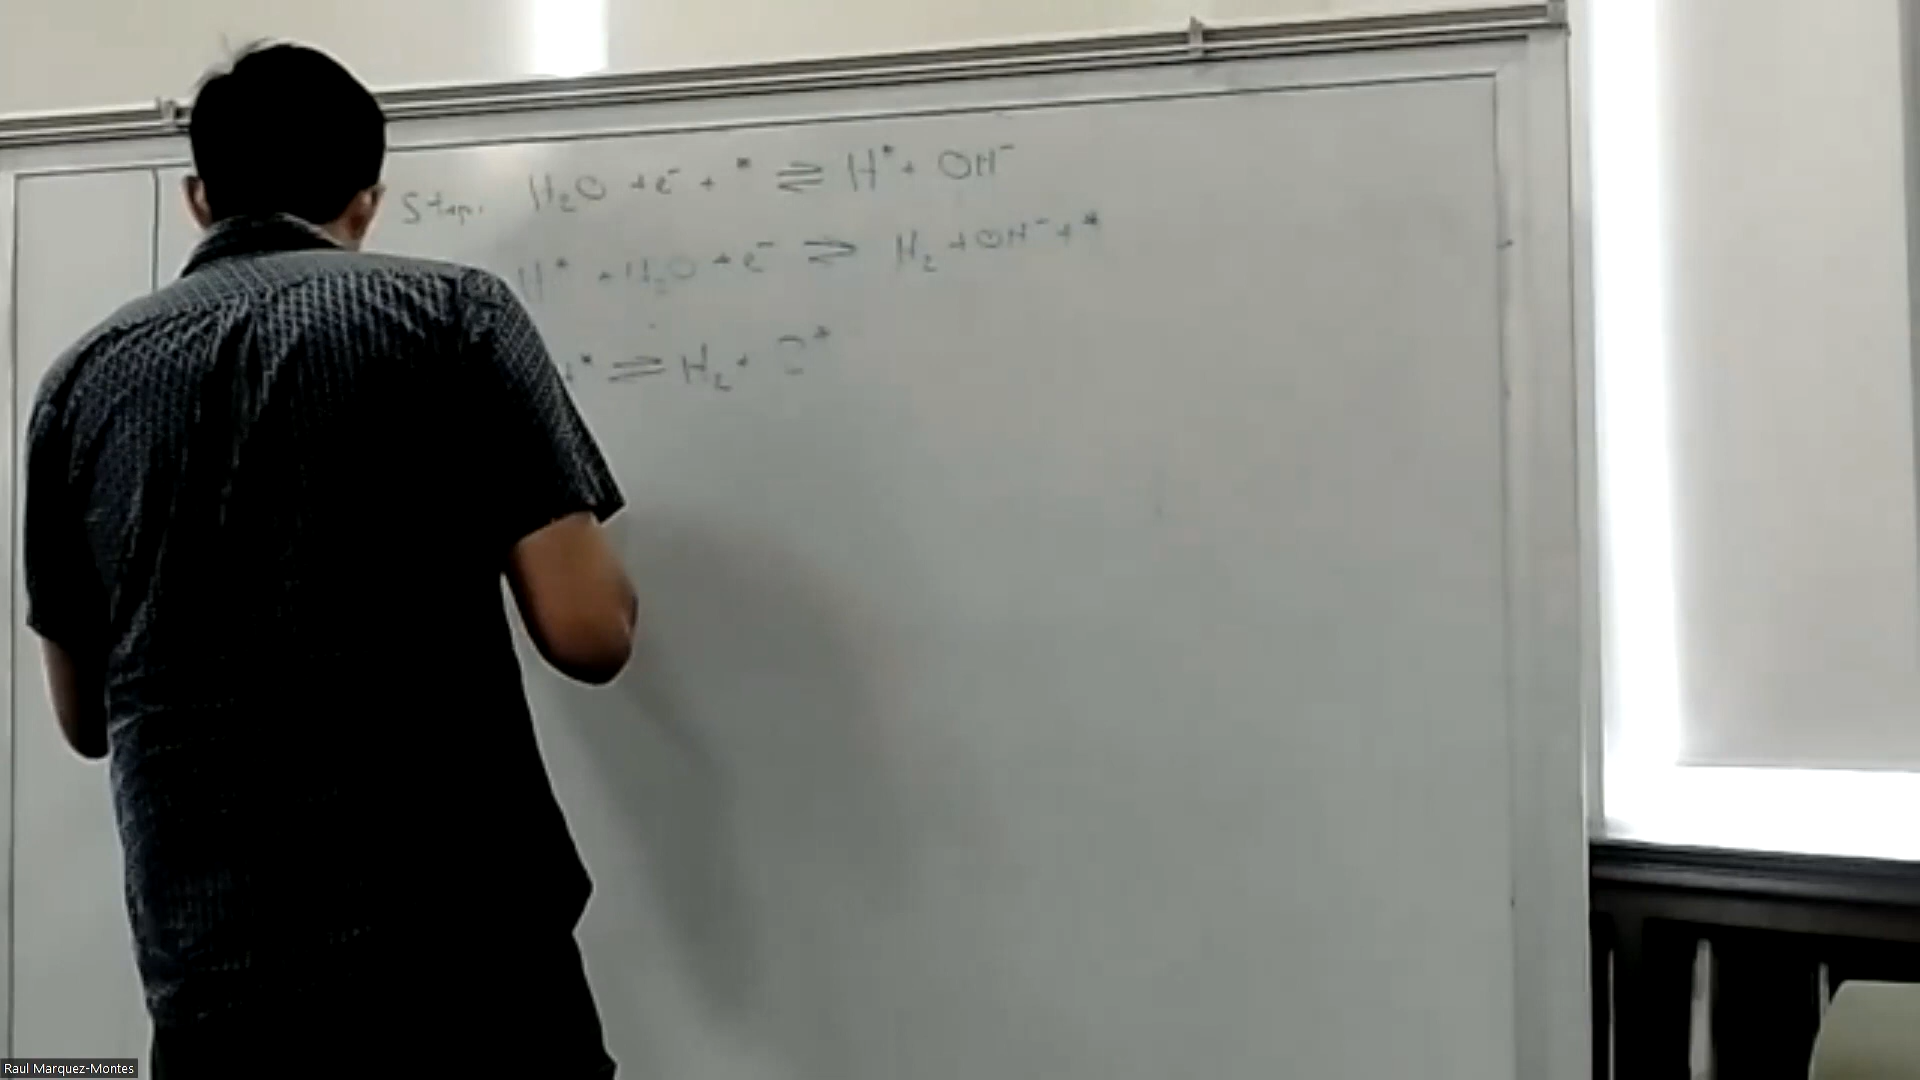 Step: H₂O + e⁻ + * ⇌ H* + OH⁻
H* + H₂O + e⁻ ⇌ H₂ + OH⁻ + *
* ⇌ H₂ + 2*
Raul Marquez-Montes